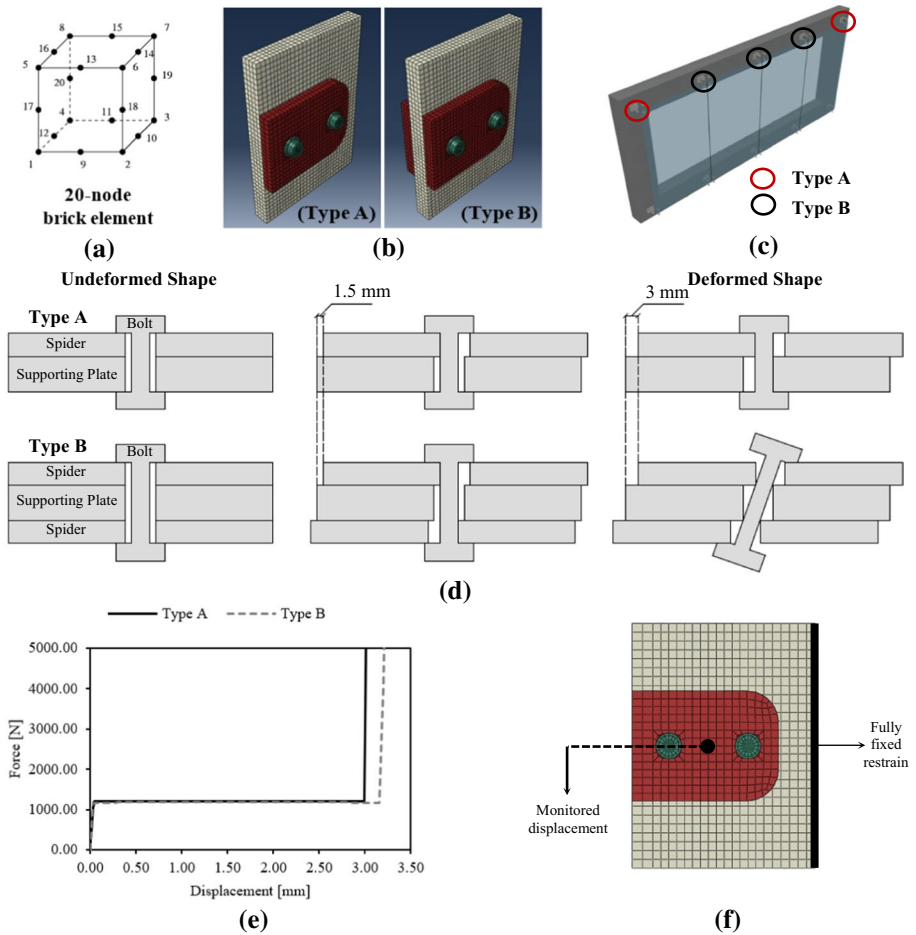 8
15
7
16
14
5
13
6
20
19
17
18
4
11
3
12
10
1
9
2
20-node
brick element
(a)
(Type A)
(Type B)
(b)
Type A
Type B
(c)
Undeformed Shape
Deformed Shape
1.5 mm
3 mm
Type A
Bolt
Spider
Supporting Plate
Type B
Bolt
Spider
Supporting Plate
Spider
(d)
Type A
Type B
5000.00
4000.00
3000.00
2000.00
1000.00
0.00
Force [N]
0.00 0.50 1.00 1.50 2.00 2.50 3.00 3.50
Displacement [mm]
(e)
Monitored
displacement
Fully
fixed
restrain
(f)